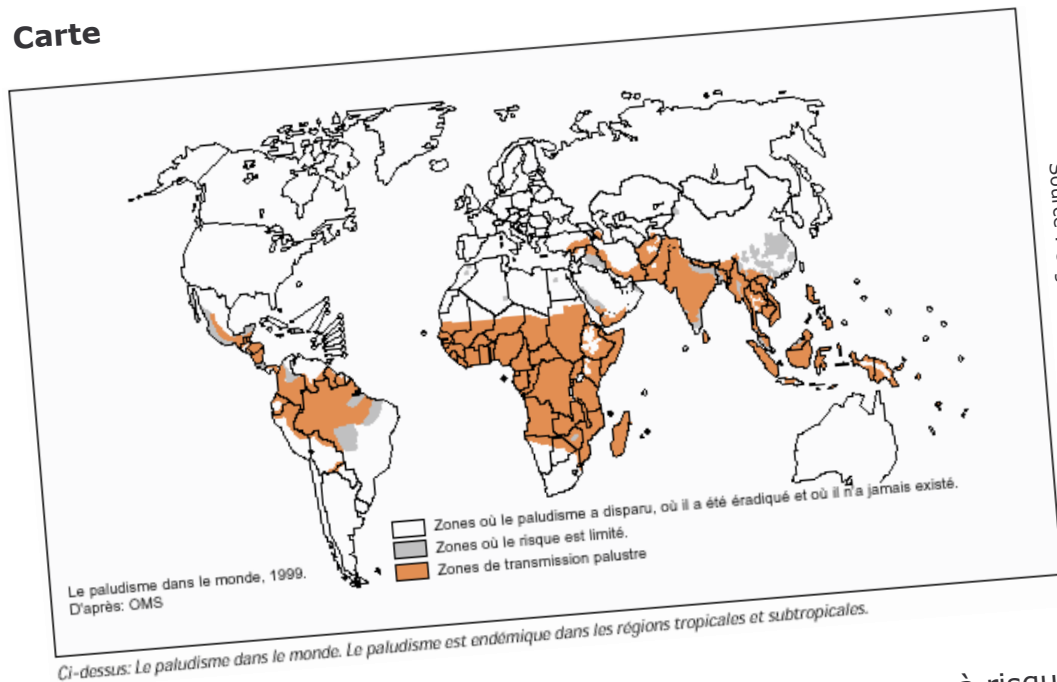 Carte
Zones où le paludisme a disparu, où il a été éradiqué et où il n'a jamais existé.
Zones où le risque est limité.
Zones de transmission palustre
Le paludisme dans le monde, 1999.
D'après: OMS
Ci-dessus: Le paludisme dans le monde. Le paludisme est endémique dans les régions tropicales et subtropicales.